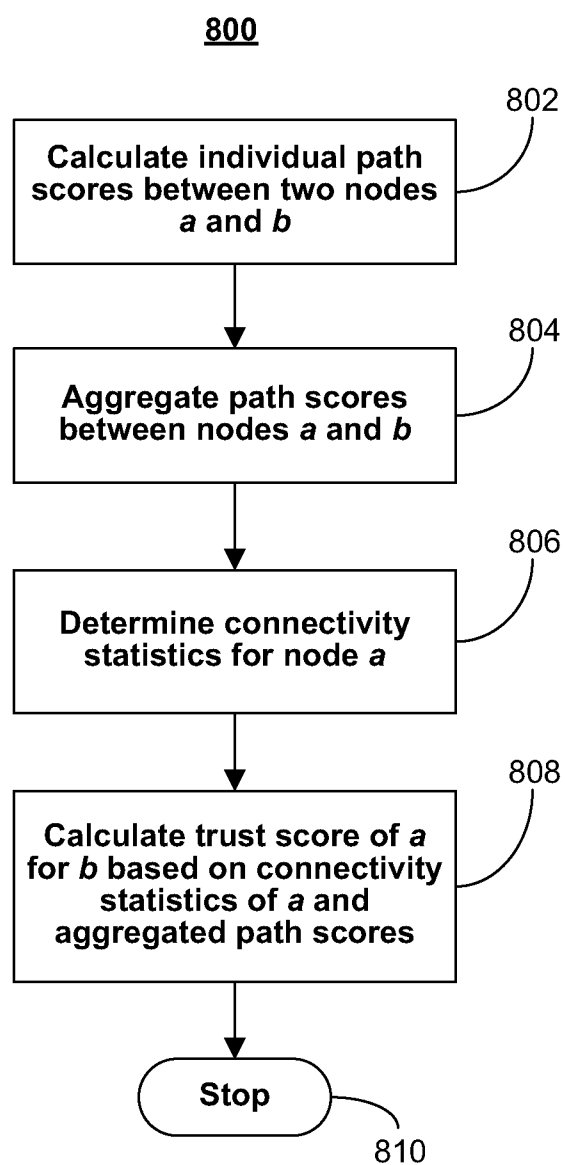 800
802
Calculate individual path
scores between two nodes
a and b
804
Aggregate path scores
between nodes a and b
806
Determine connectivity
statistics for node a
808
Calculate trust score of a
for b based on connectivity
statistics of a and
aggregated path scores
Stop
810